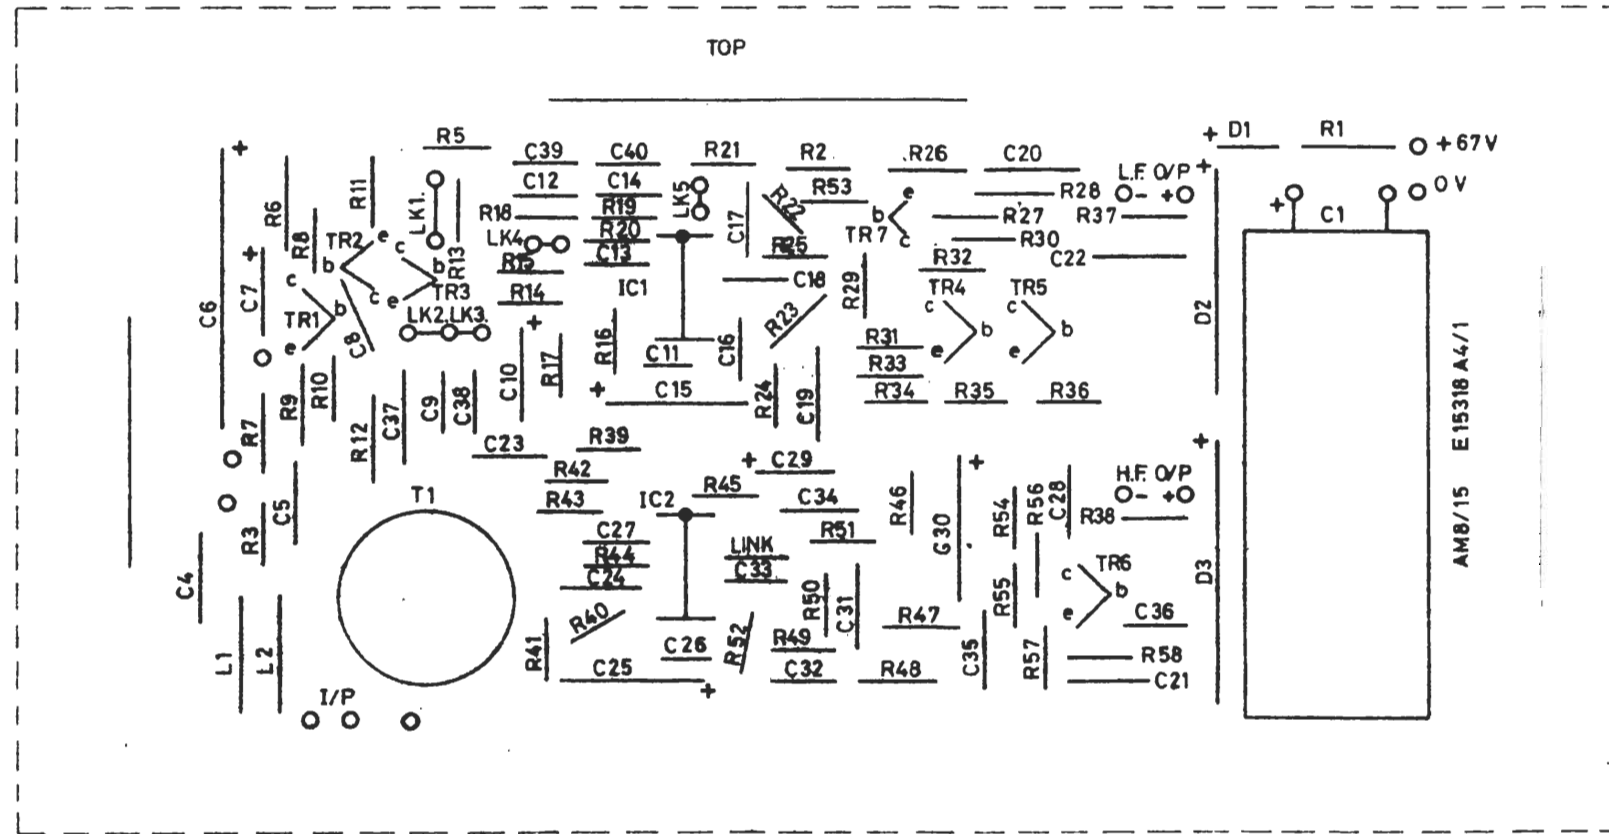 TOP
R5
C39
C40
R21
R2
.R26
C20
+ D1
R1
+67V
+
R6
R11
LK1.
C12
C14
LK5
R22
R53
e
R28
L.F. O/P
- +
+
0V
R18
R19
C17
b
R27
R37
+
C1
R8
TR2
e
c
R13
LK4
R20
R25
TR7
c
R30
+
C7
c
b
b
R15
C13
C18
R29
R32
C22
C6
TR1
b
c
e
TR3
R14
IC1
R23
c
TR4
c
TR5
D2
e
C8
LK2.
LK3.
+
R16
C11
C16
R31
b
b
e
e
R9
R10
C10
R17
R33
+
C15
R24
C19
R34
R35
R36
R7
R12
C37
C9
C38
C23
R39
+
E15318 A4/1
R42
+
C29
+
H.F. O/P
- +
C5
T1
R43
IC2
R45
C34
R46
C30
R54
R56
C28
R38
AM8/15
R3
C27
LINK
R51
R44
C33
c
TR6
b
D3
C4
C24
R50
C31
R55
e
C36
R40
R47
L1
L2
R41
C26
R52
R49
C35
R57
R58
C25
+
C32
R48
C21
I/P